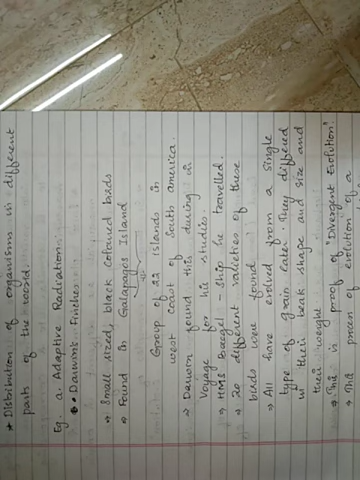 * Distribution of organisms in different
parts of the world.
Eg. a. Adaptive Radiation.
• Darwin's Finches
→ Small sized, black coloured birds
→ Found in Galapagos Island
Group of 22 islands in
west coast of South america.
→ Darwin found this during in
Voyage for his studies.
→ HMS Beagel - ship he travelled.
→ 20 different varieties of these
birds were found
→ All have evolved from a single
type of grain eater. They differed
in their beak shape and size and
their weight
→ This is proof of "Divergent Evolution".
→ The process of evolution of a